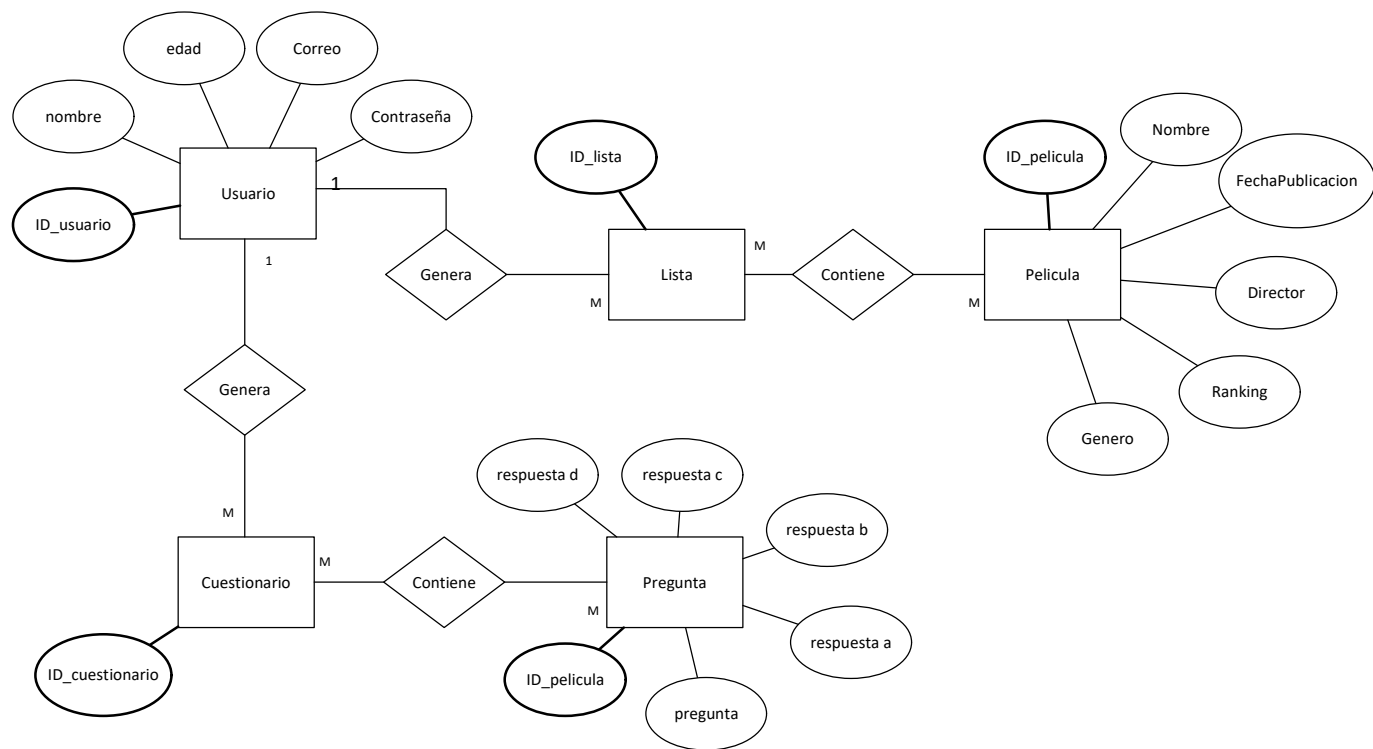 edad
Correo
nombre
Contraseña
Usuario
1
ID_usuario
1
Genera
M
ID_lista
Lista
M
Contiene
M
ID_pelicula
Nombre
FechaPublicacion
Pelicula
Director
Ranking
Genero
Genera
M
Cuestionario
M
ID_cuestionario
Contiene
M
respuesta d
respuesta c
respuesta b
Pregunta
respuesta a
ID_pelicula
pregunta